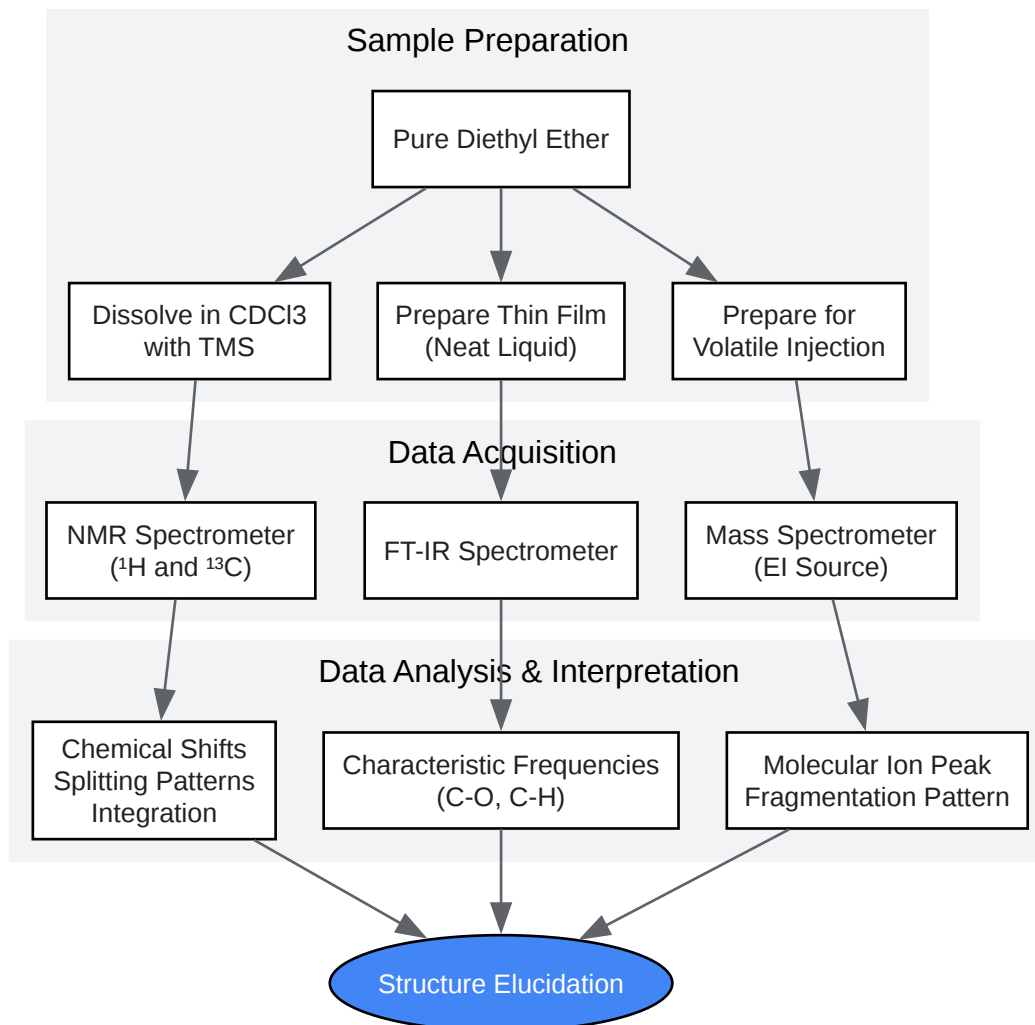 Sample Preparation
Pure Diethyl Ether
Dissolve in CDCl3
with TMS
Prepare Thin Film
(Neat Liquid)
Prepare for
Volatile Injection
Data Acquisition
NMR Spectrometer
(¹H and ¹³C)
FT-IR Spectrometer
Mass Spectrometer
(EI Source)
Data Analysis & Interpretation
Chemical Shifts
Splitting Patterns
Integration
Characteristic Frequencies
(C-O, C-H)
Molecular Ion Peak
Fragmentation Pattern
Structure Elucidation